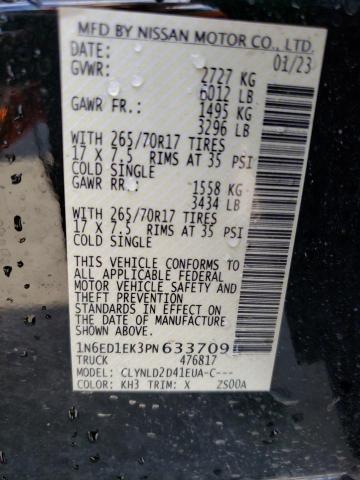 MFD BY NISSAN MOTOR CO., LTD.
DATE: 01/23
GVWR: 2727 KG
6012 LB
GAWR FR.: 1495 KG
3296 LB
WITH 265/70R17 TIRES
17 X 7.5 RIMS AT 35 PSI
COLD SINGLE
GAWR RR.: 1558 KG
3434 LB
WITH 265/70R17 TIRES
17 X 7.5 RIMS AT 35 PSI
COLD SINGLE
THIS VEHICLE CONFORMS TO
ALL APPLICABLE FEDERAL
MOTOR VEHICLE SAFETY AND
THEFT PREVENTION
STANDARDS IN EFFECT ON
THE DATE OF MANUFACTURE
SHOWN ABOVE.
TRUCK 476817
MODEL: CLYNLD2D41EUA-C---
COLOR: KH3 TRIM: X ZS00A